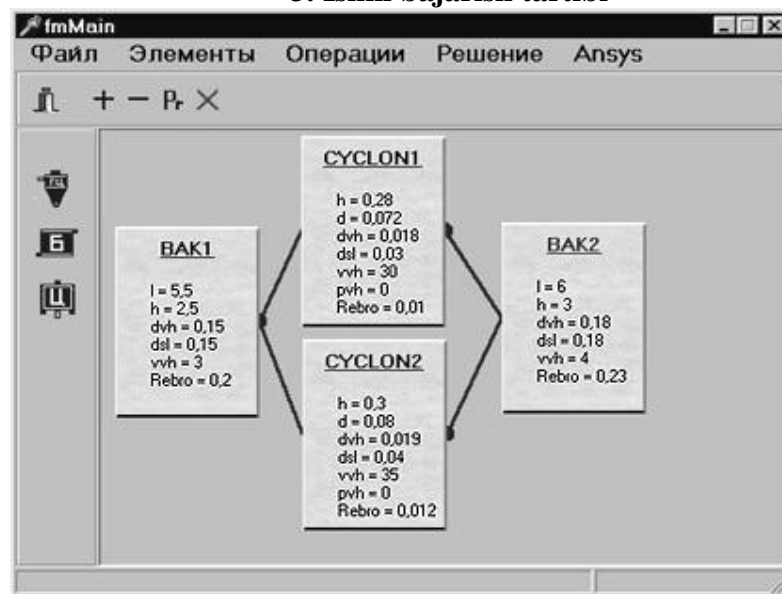 fmMain
Файл Элементы Операции Решение Ansys
+ − Pr ×
ГЦ
Б
Ц
BAK1
l = 5,5
h = 2,5
dvh = 0,15
dsl = 0,15
vvh = 3
Rebro = 0,2
CYCLON1
h = 0,28
d = 0,072
dvh = 0,018
dsl = 0,03
vvh = 30
pvh = 0
Rebro = 0,01
CYCLON2
h = 0,3
d = 0,08
dvh = 0,019
dsl = 0,04
vvh = 35
pvh = 0
Rebro = 0,012
BAK2
l = 6
h = 3
dvh = 0,18
dsl = 0,18
vvh = 4
Rebro = 0,23